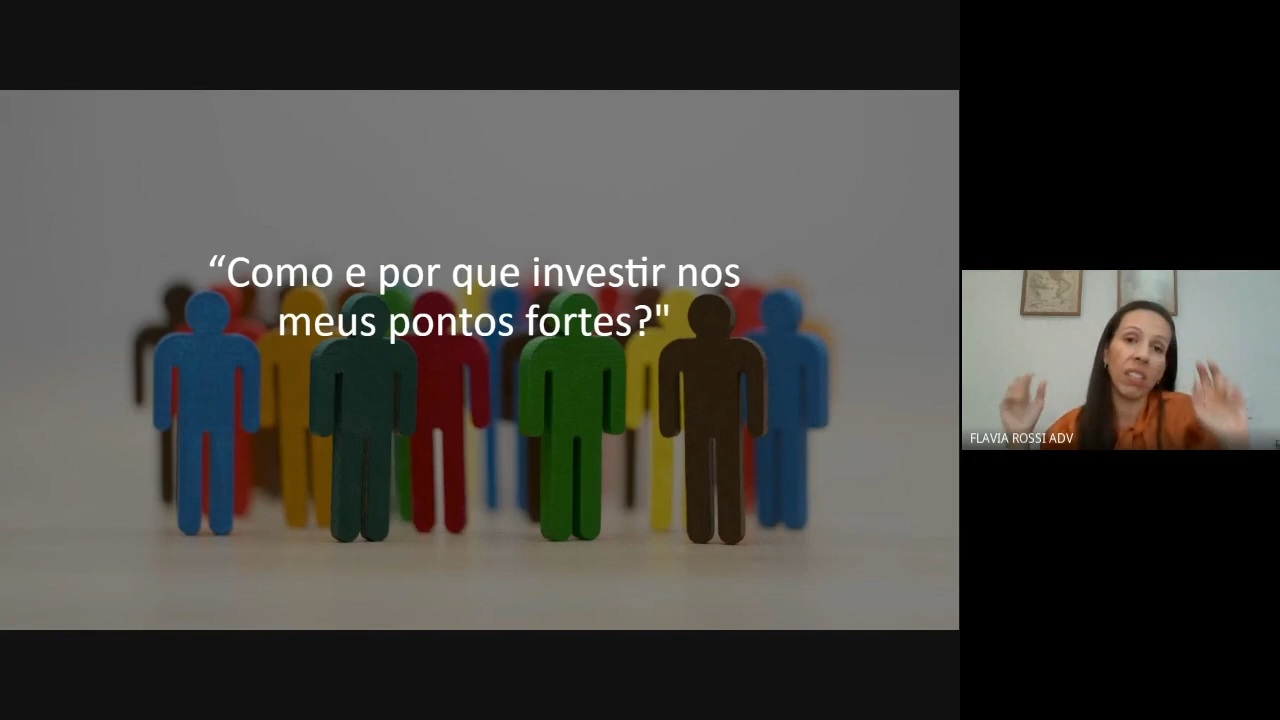 “Como e por que investir nos
meus pontos fortes?"
FLAVIA ROSSI ADV